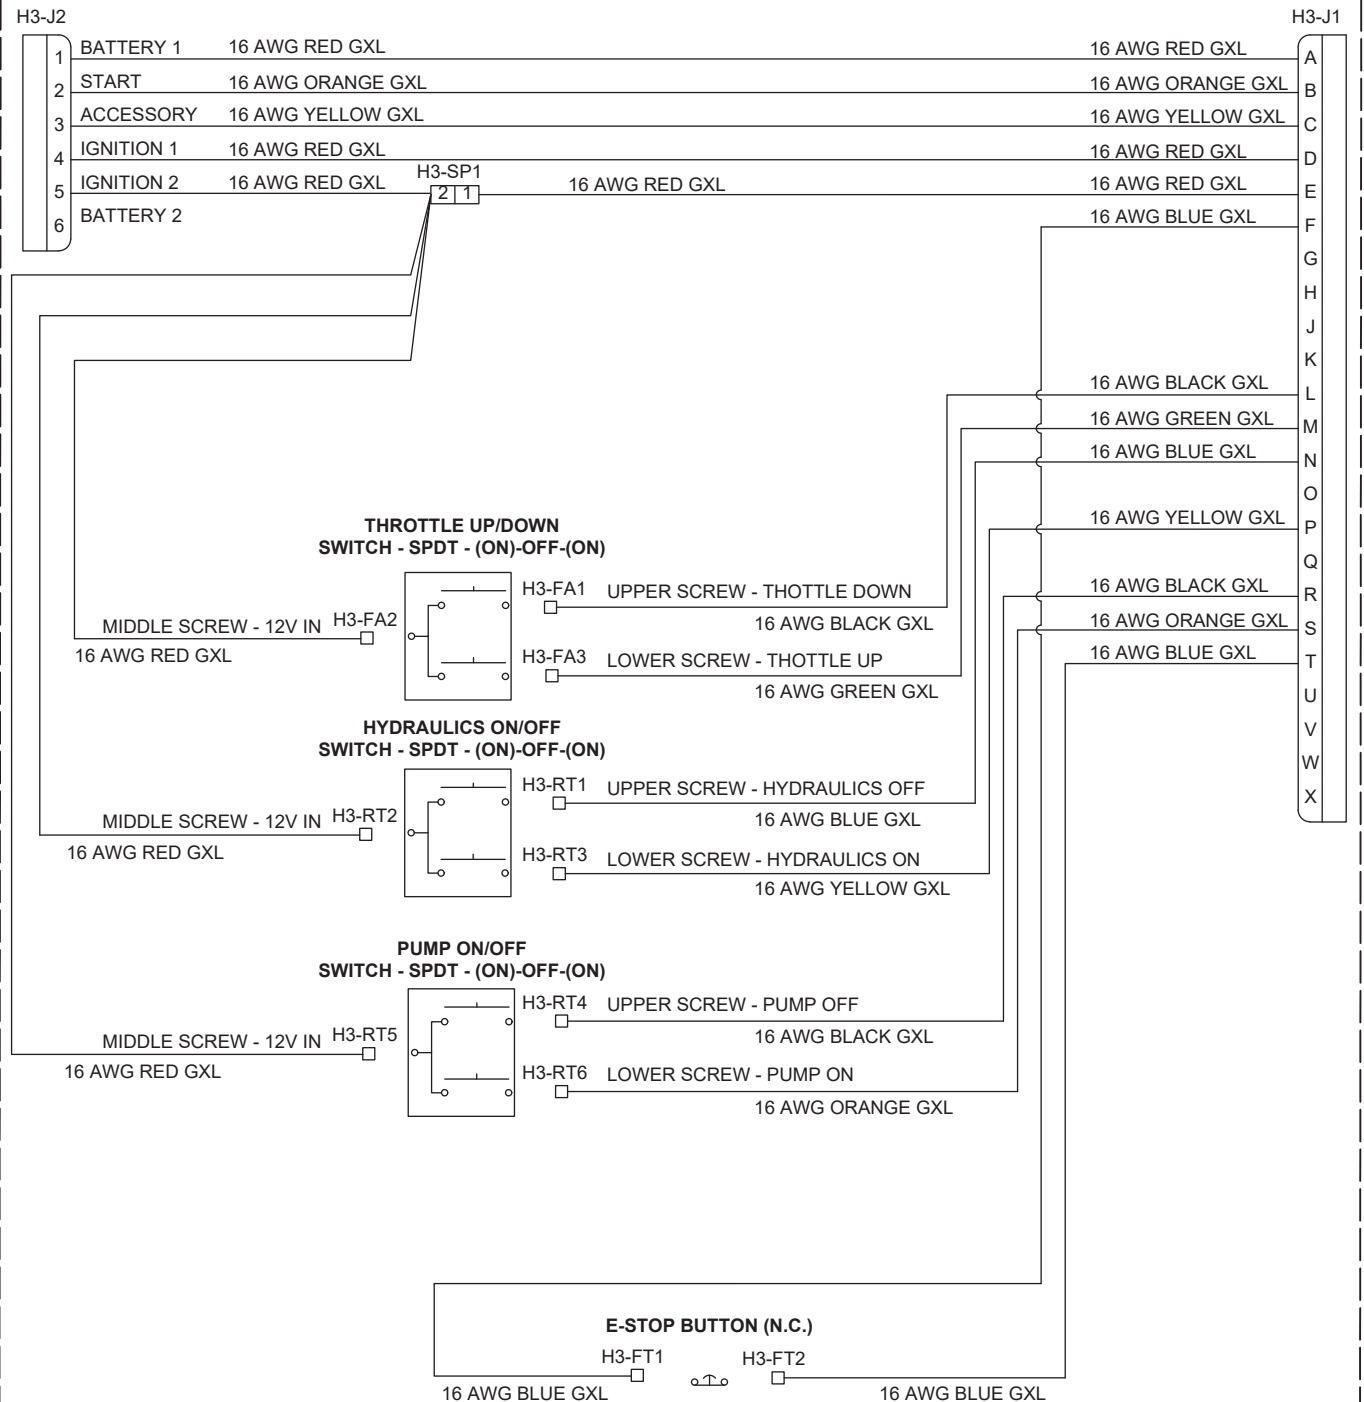 H3-J2
H3-J1
1 BATTERY 1 16 AWG RED GXL 16 AWG RED GXL A
2 START 16 AWG ORANGE GXL 16 AWG ORANGE GXL B
3 ACCESSORY 16 AWG YELLOW GXL 16 AWG YELLOW GXL C
4 IGNITION 1 16 AWG RED GXL 16 AWG RED GXL D
H3-SP1
5 IGNITION 2 16 AWG RED GXL 2 1 16 AWG RED GXL 16 AWG RED GXL E
6 BATTERY 2 16 AWG BLUE GXL F
G
H
J
K
16 AWG BLACK GXL L
16 AWG GREEN GXL M
16 AWG BLUE GXL N
O
16 AWG YELLOW GXL P
Q
16 AWG BLACK GXL R
16 AWG ORANGE GXL S
16 AWG BLUE GXL T
U
V
W
X
THROTTLE UP/DOWN
SWITCH - SPDT - (ON)-OFF-(ON)
H3-FA1 UPPER SCREW - THOTTLE DOWN
16 AWG BLACK GXL
MIDDLE SCREW - 12V IN H3-FA2
16 AWG RED GXL
H3-FA3 LOWER SCREW - THOTTLE UP
16 AWG GREEN GXL
HYDRAULICS ON/OFF
SWITCH - SPDT - (ON)-OFF-(ON)
H3-RT1 UPPER SCREW - HYDRAULICS OFF
16 AWG BLUE GXL
MIDDLE SCREW - 12V IN H3-RT2
16 AWG RED GXL
H3-RT3 LOWER SCREW - HYDRAULICS ON
16 AWG YELLOW GXL
PUMP ON/OFF
SWITCH - SPDT - (ON)-OFF-(ON)
H3-RT4 UPPER SCREW - PUMP OFF
16 AWG BLACK GXL
MIDDLE SCREW - 12V IN H3-RT5
16 AWG RED GXL
H3-RT6 LOWER SCREW - PUMP ON
16 AWG ORANGE GXL
E-STOP BUTTON (N.C.)
H3-FT1 H3-FT2
16 AWG BLUE GXL 16 AWG BLUE GXL